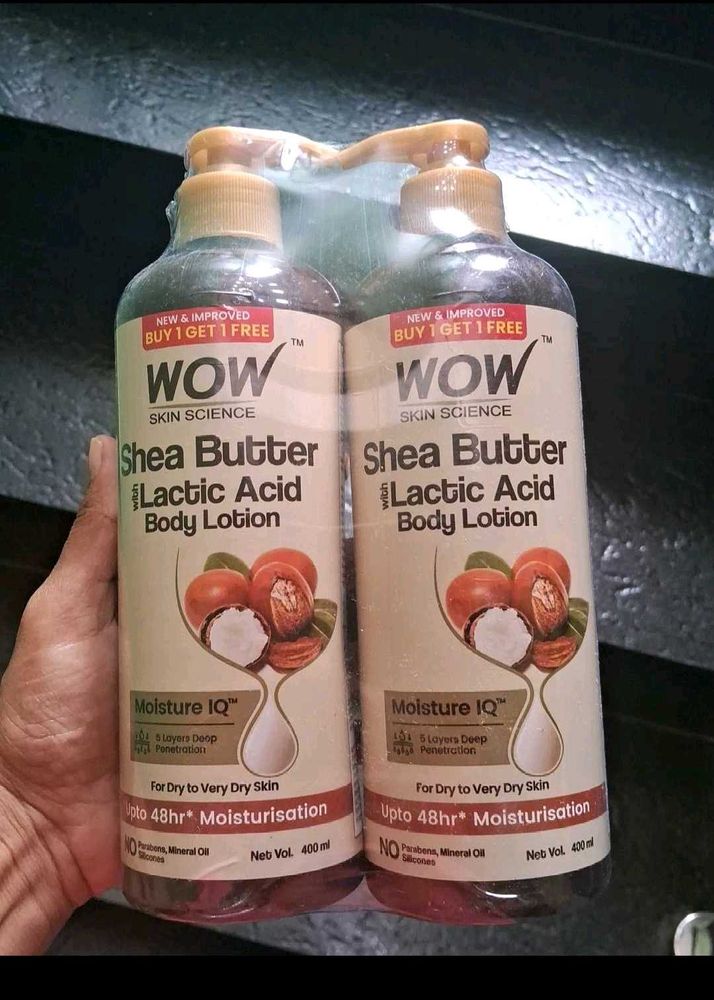 NEW & IMPROVED
BUY 1 GET 1 FREE
WOW™
SKIN SCIENCE
Shea Butter
with Lactic Acid
Body Lotion
Moisture IQ™
5 Layers Deep
Penetration
For Dry to Very Dry Skin
Upto 48hr* Moisturisation
NO Parabens, Mineral Oil
Silicones
Net Vol. 400 ml
NEW & IMPROVED
BUY 1 GET 1 FREE
WOW™
SKIN SCIENCE
Shea Butter
with Lactic Acid
Body Lotion
Moisture IQ™
5 Layers Deep
Penetration
For Dry to Very Dry Skin
Upto 48hr* Moisturisation
NO Parabens, Mineral Oil
Silicones
Net Vol. 400 ml